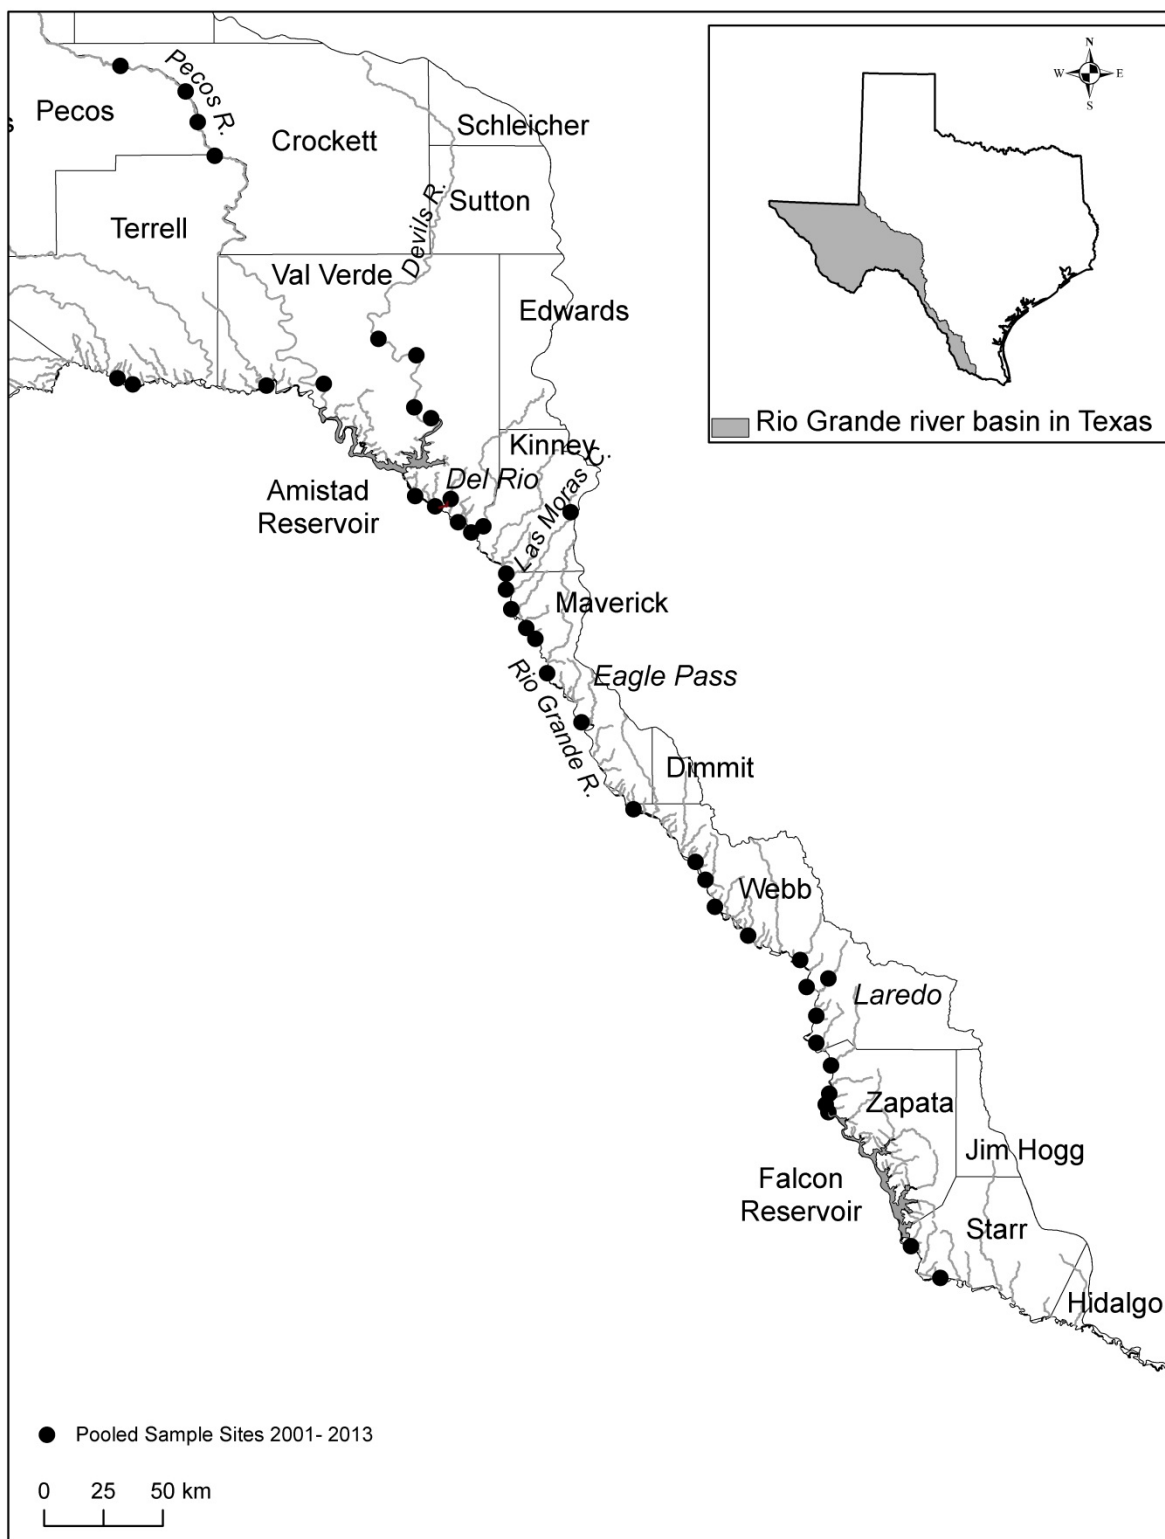 N
W E
S
Pecos R.
Pecos
Crockett
Schleicher
Devils R.
Sutton
Terrell
Val Verde
Edwards
Rio Grande river basin in Texas
Kinney
Las Moras C.
Del Rio
Amistad
Reservoir
Maverick
Eagle Pass
Rio Grande R.
Dimmit
Webb
Laredo
Zapata
Jim Hogg
Falcon
Reservoir
Starr
Hidalgo
Pooled Sample Sites 2001- 2013
0 25 50 km